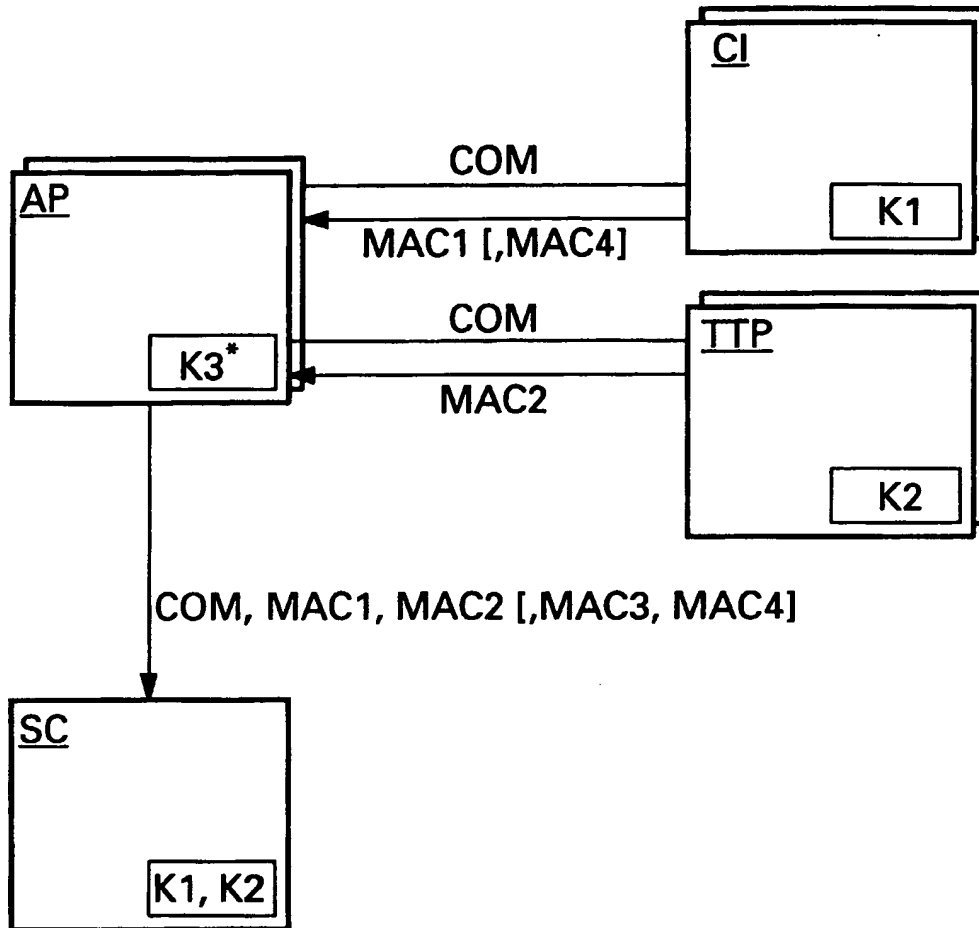 CI
K1
COM
MAC1 [,MAC4]
AP
K3*
COM
MAC2
TTP
K2
COM, MAC1, MAC2 [,MAC3, MAC4]
SC
K1, K2